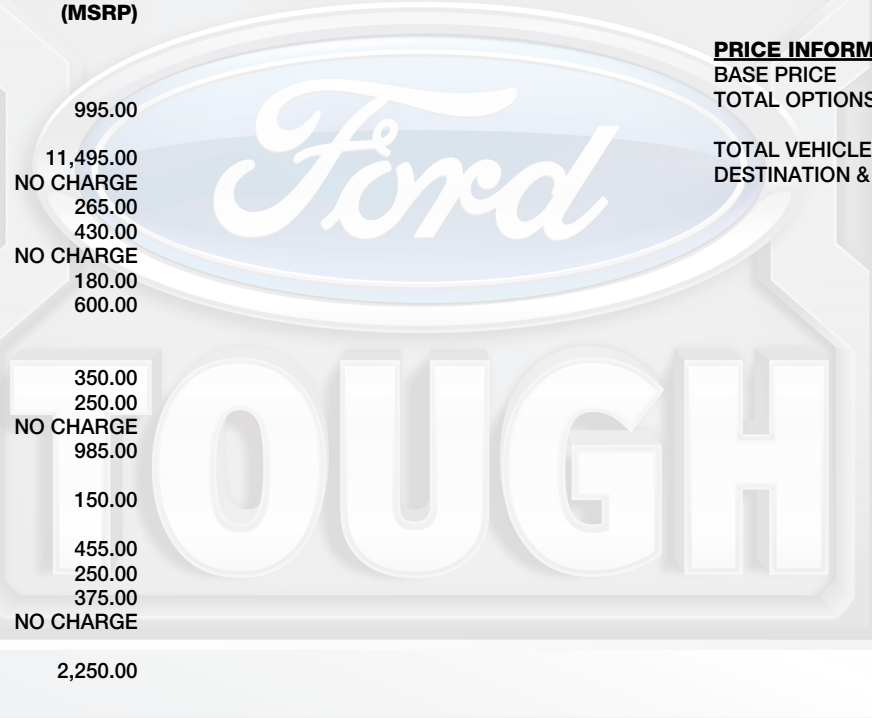 (MSRP)
995.00
11,495.00
NO CHARGE
265.00
430.00
NO CHARGE
180.00
600.00
350.00
250.00
NO CHARGE
985.00
150.00
455.00
250.00
375.00
NO CHARGE
2,250.00
PRICE INFORM
BASE PRICE
TOTAL OPTIONS
TOTAL VEHICLE
DESTINATION &
Ford
TOUGH